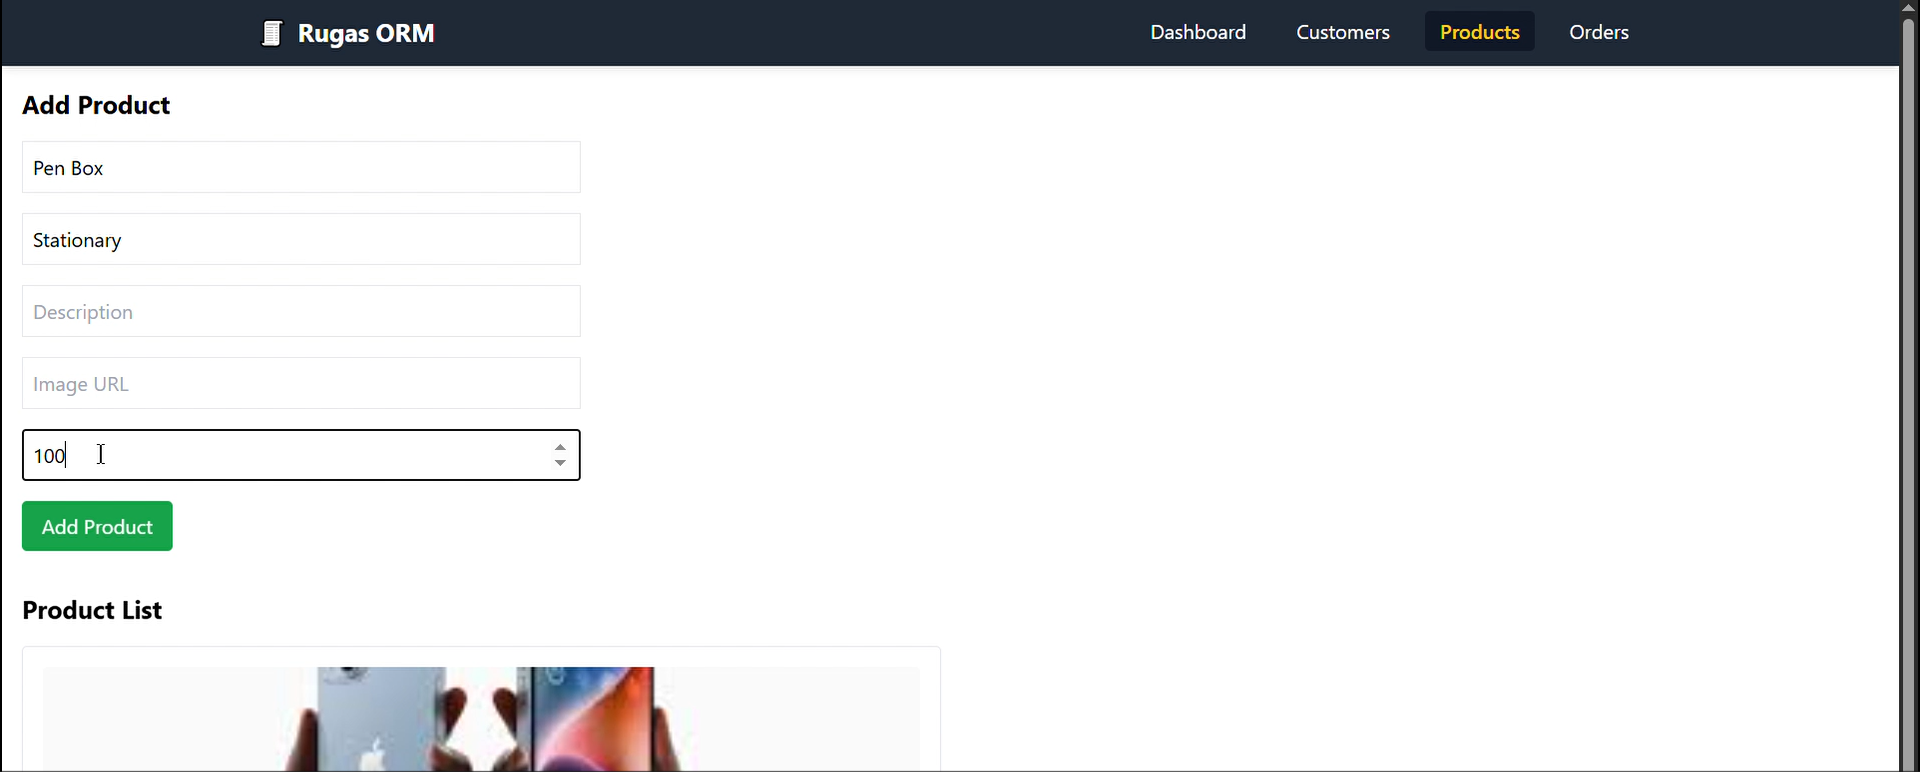 Rugas ORM
Dashboard Customers Products Orders
Add Product
Pen Box
Stationary
Description
Image URL
100
Add Product
Product List